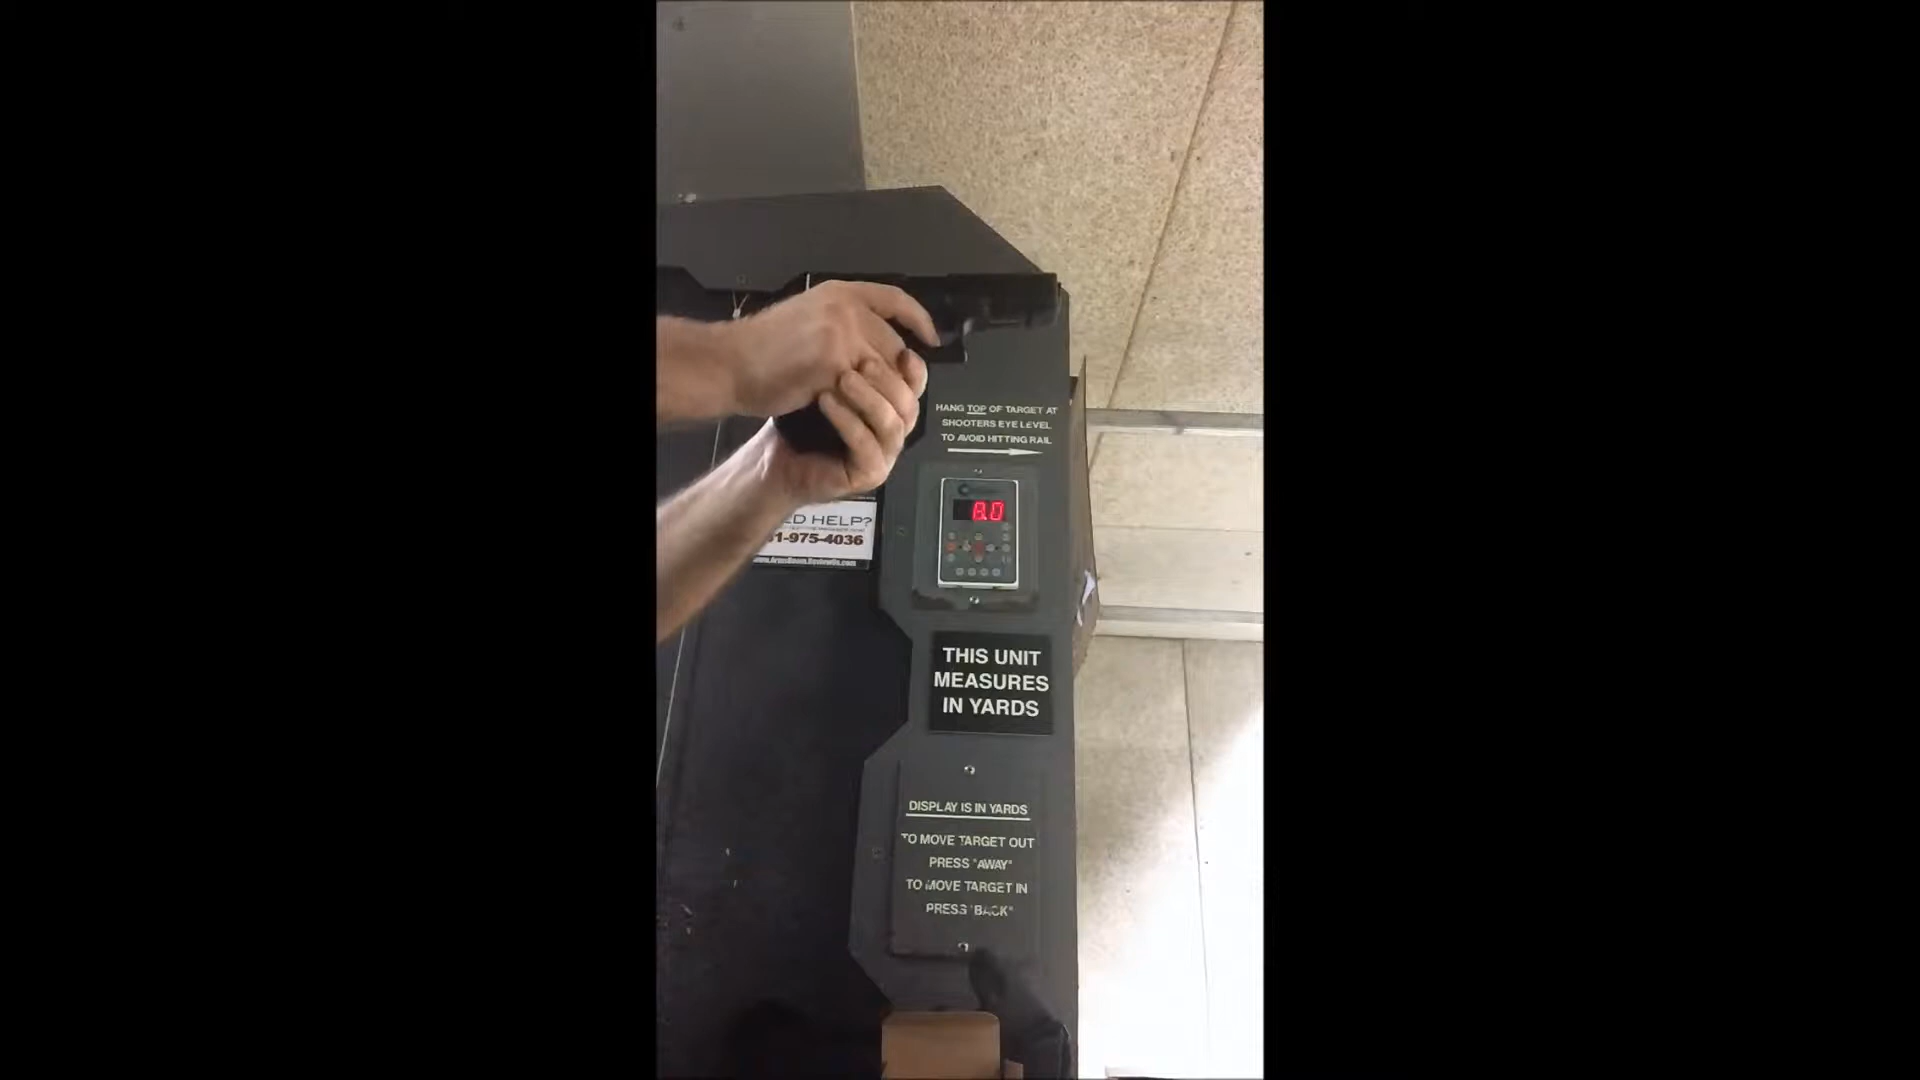 HANG TOP OF TARGET AT
SHOOTERS EYE LEVEL
TO AVOID HITTING RAIL
8.0
ED HELP?
1-975-4036
THIS UNIT
MEASURES
IN YARDS
DISPLAY IS IN YARDS
TO MOVE TARGET OUT
PRESS "AWAY"
TO MOVE TARGET IN
PRESS "BACK"